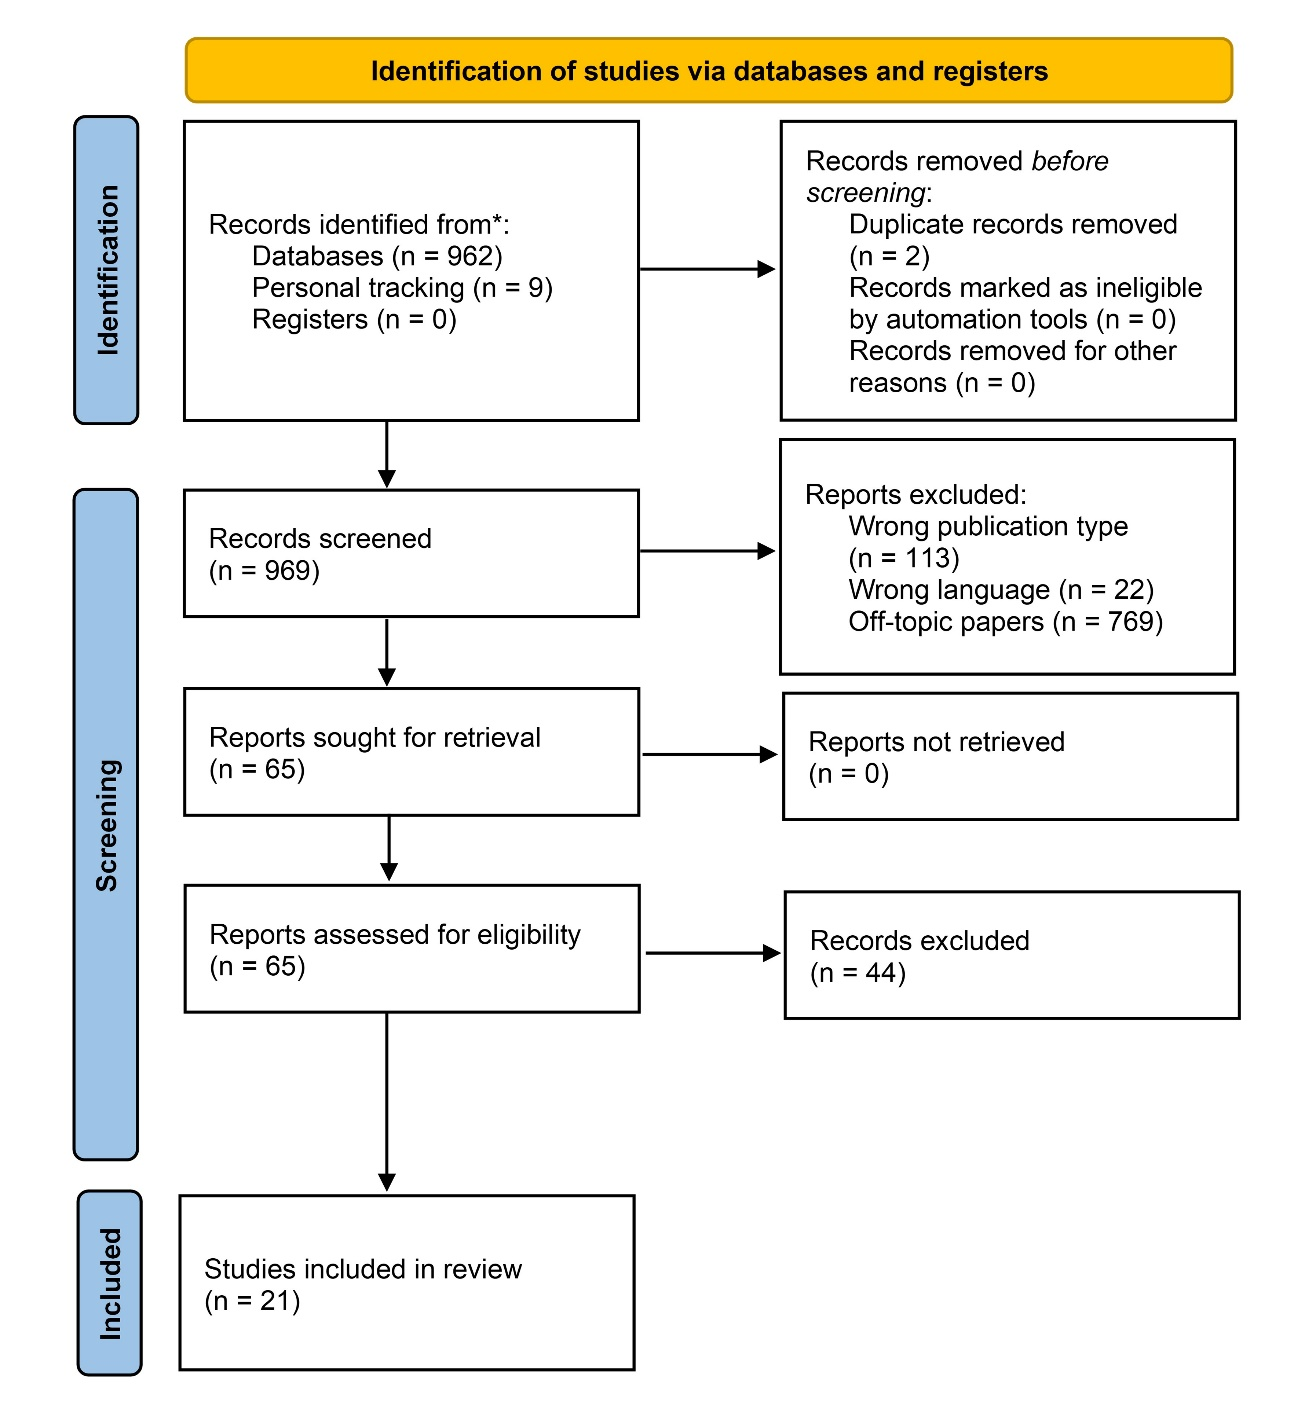 Identification of studies via databases and registers
Identification
Records identified from*:
Databases (n = 962)
Personal tracking (n = 9)
Registers (n = 0)
Records removed before
screening:
Duplicate records removed
(n = 2)
Records marked as ineligible
by automation tools (n = 0)
Records removed for other
reasons (n = 0)
Screening
Records screened
(n = 969)
Reports excluded:
Wrong publication type
(n = 113)
Wrong language (n = 22)
Off-topic papers (n = 769)
Reports sought for retrieval
(n = 65)
Reports not retrieved
(n = 0)
Reports assessed for eligibility
(n = 65)
Records excluded
(n = 44)
Included
Studies included in review
(n = 21)